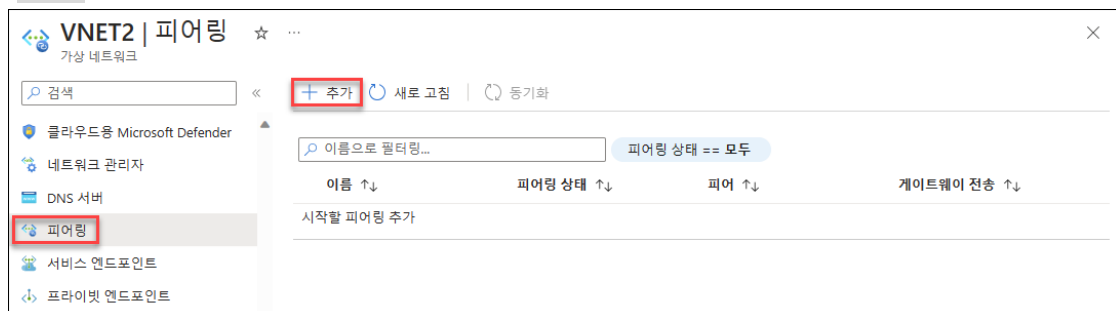 VNET2 | 피어링 ☆ ...
가상 네트워크
검색
«
+ 추가 새로 고침 | 동기화
클라우드용 Microsoft Defender
네트워크 관리자
DNS 서버
피어링
서비스 엔드포인트
프라이빗 엔드포인트
이름으로 필터링...
피어링 상태 == 모두
이름 ↑↓ 피어링 상태 ↑↓ 피어 ↑↓ 게이트웨이 전송 ↑↓
시작할 피어링 추가